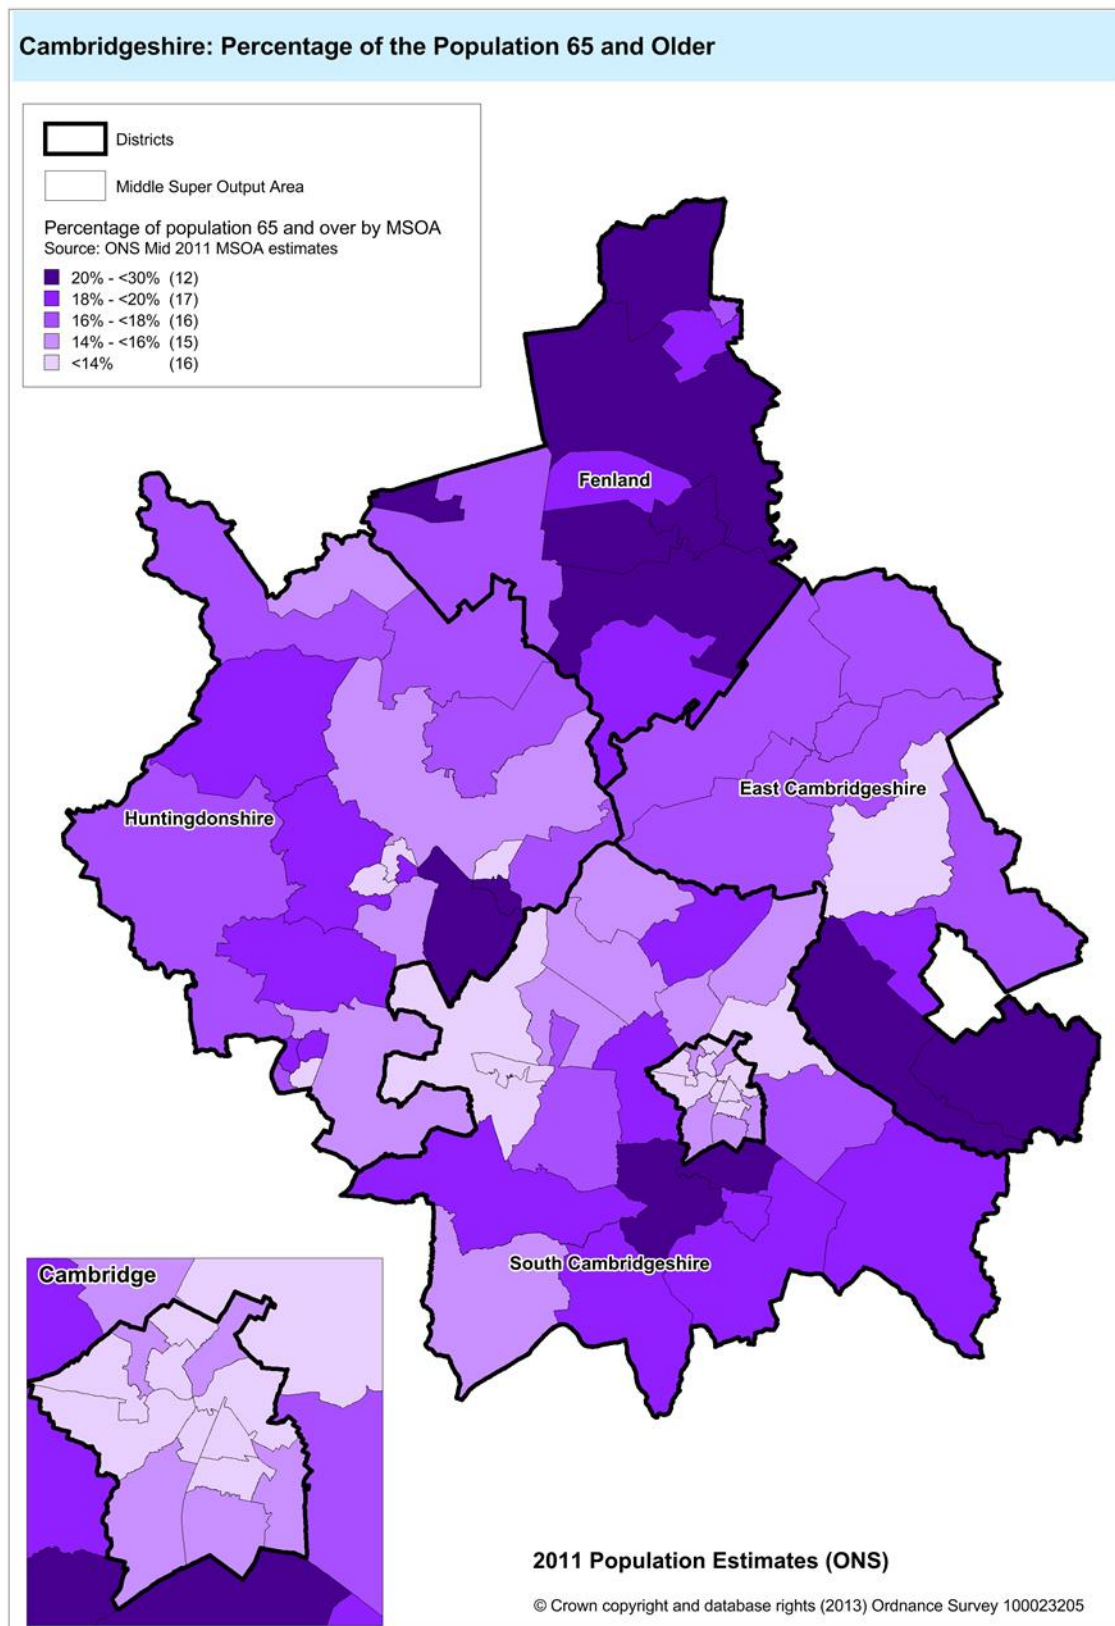 Cambridgeshire: Percentage of the Population 65 and Older
Districts
Middle Super Output Area
Percentage of population 65 and over by MSOA
Source: ONS Mid 2011 MSOA estimates
20% - <30% (12)
18% - <20% (17)
16% - <18% (16)
14% - <16% (15)
<14% (16)
Fenland
East Cambridgeshire
Huntingdonshire
South Cambridgeshire
Cambridge
2011 Population Estimates (ONS)
© Crown copyright and database rights (2013) Ordnance Survey 100023205